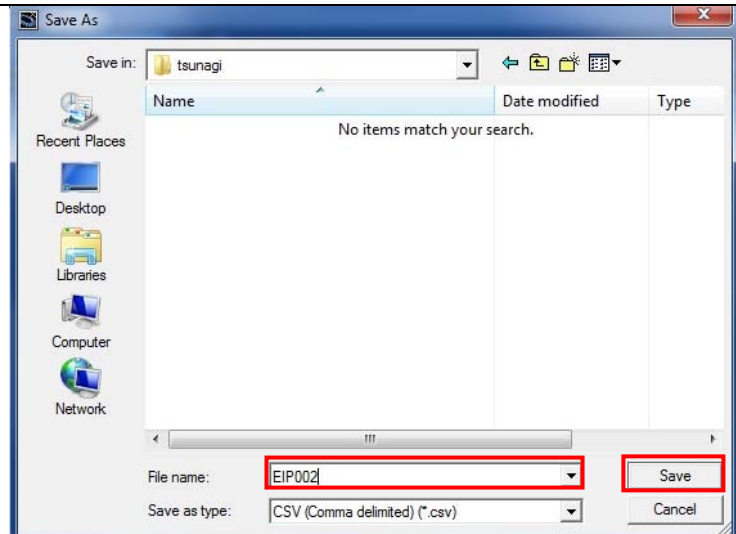 Save As
Save in: tsunagi
Name Date modified Type
No items match your search.
Recent Places
Desktop
Libraries
Computer
Network
File name: EIP002 Save
Save as type: CSV (Comma delimited) (*.csv) Cancel